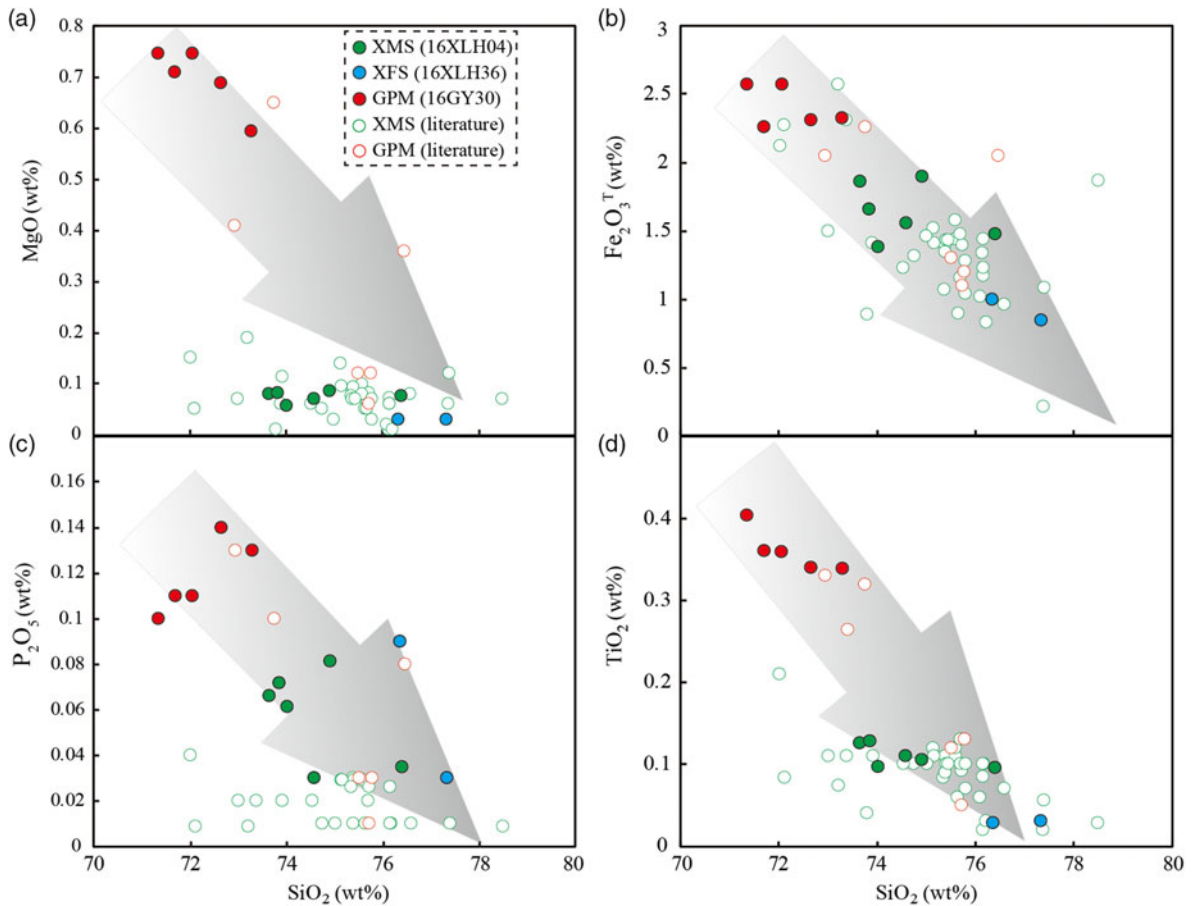 (a)
0.8
0.7
0.6
0.5
0.4
0.3
0.2
0.1
0
MgO (wt%)
XMS (16XLH04)
XFS (16XLH36)
GPM (16GY30)
XMS (literature)
GPM (literature)
(b)
3
2.5
2
1.5
1
0.5
0
Fe₂O₃ᵀ (wt%)
(c)
0.16
0.14
0.12
0.1
0.08
0.06
0.04
0.02
0
P₂O₅ (wt%)
70 72 74 76 78
SiO₂ (wt%)
(d)
0.4
0.3
0.2
0.1
0
TiO₂ (wt%)
70 72 74 76 78 80
SiO₂ (wt%)